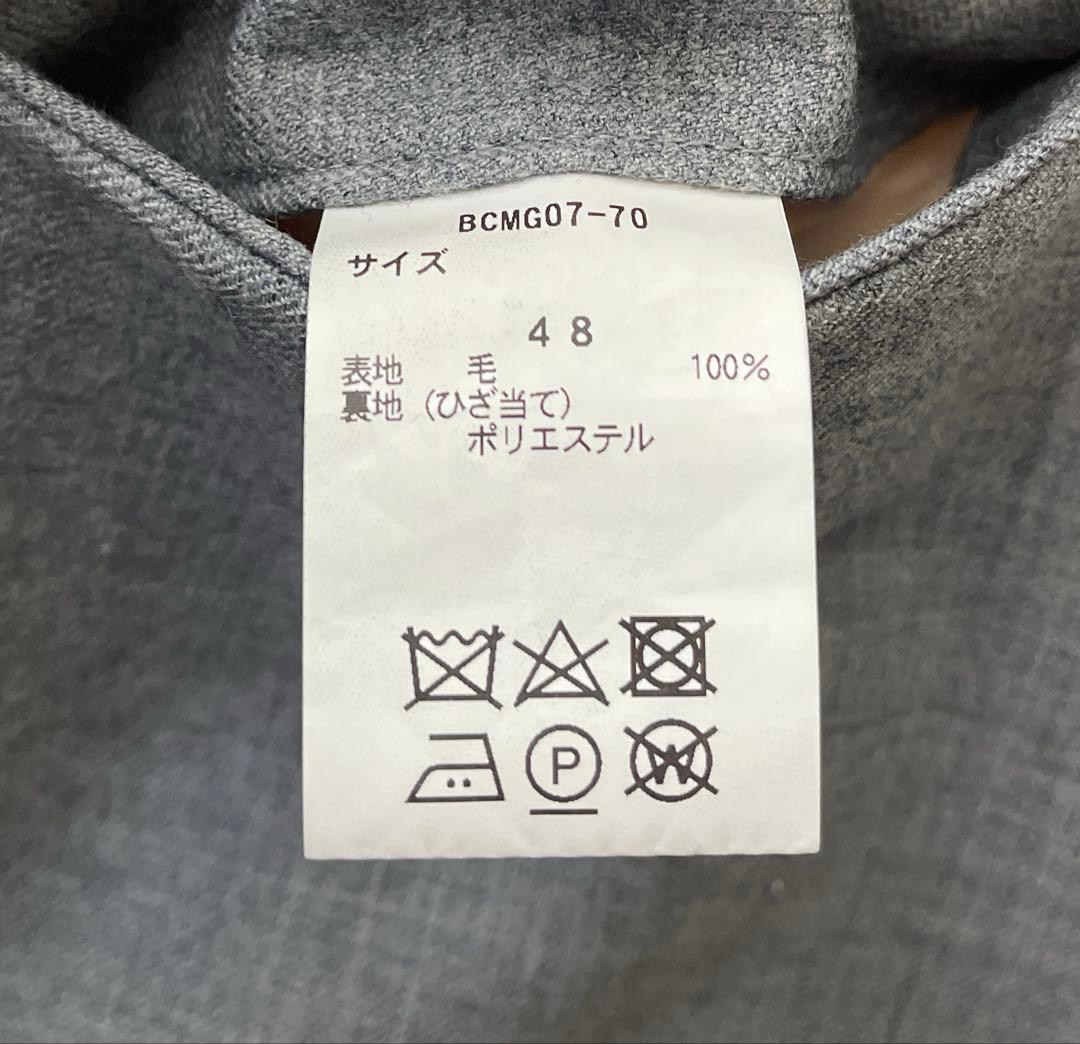 BCMG07-70
サイズ
48
表地 毛 100%
裏地 (ひざ当て)
ポリエステル
P
W